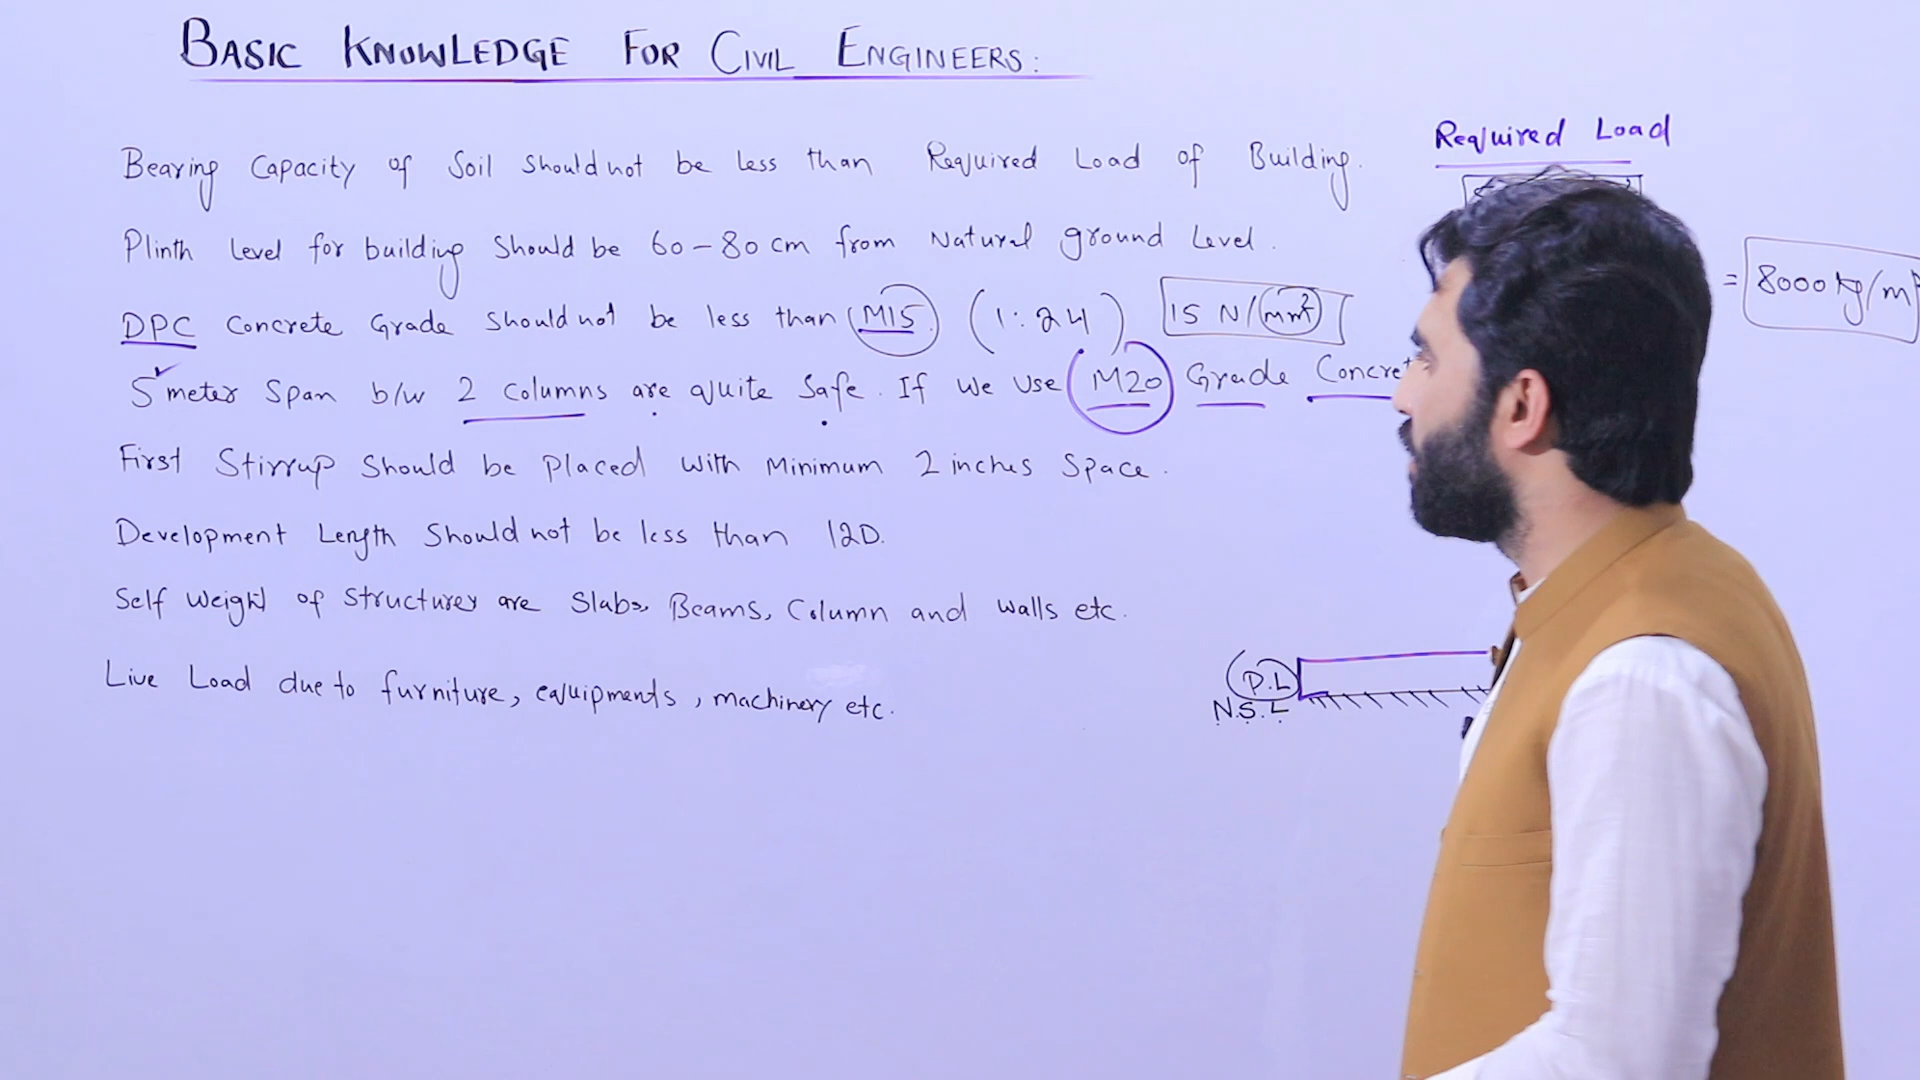 BASIC KNOWLEDGE FOR CIVIL ENGINEERS:
Bearing Capacity of Soil should not be less than Required Load of Building.
Plinth level for building should be 60-80 cm from Natural ground Level.
DPC Concrete Grade should not be less than M15 (1:24) 15 N/mm²
5 meter Span b/w 2 columns are quite safe. If we use M20 Grade Concret
First Stirrup should be placed with minimum 2 inches space.
Development Length should not be less than 12D.
Self weight of structures are Slabs, Beams, Column and walls etc.
Live Load due to furniture, equipments, machinery etc.
Required Load
= 8000 kg/m
P.L
N.S.L